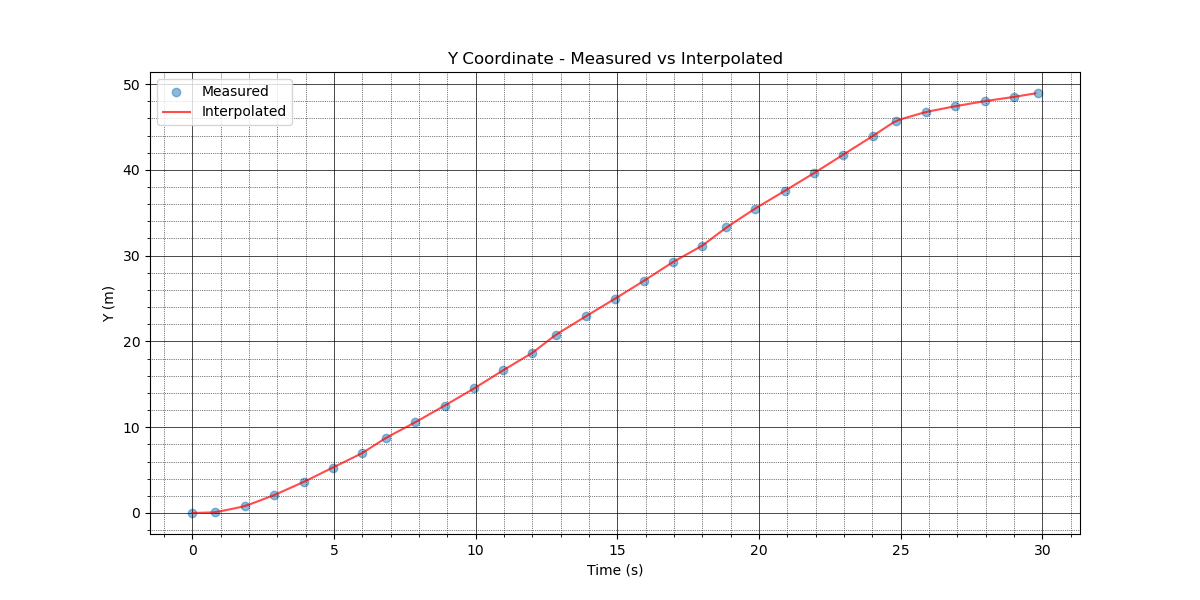 Y Coordinate - Measured vs Interpolated
Measured
Interpolated
50
40
30
20
10
0
Y (m)
0 5 10 15 20 25 30
Time (s)